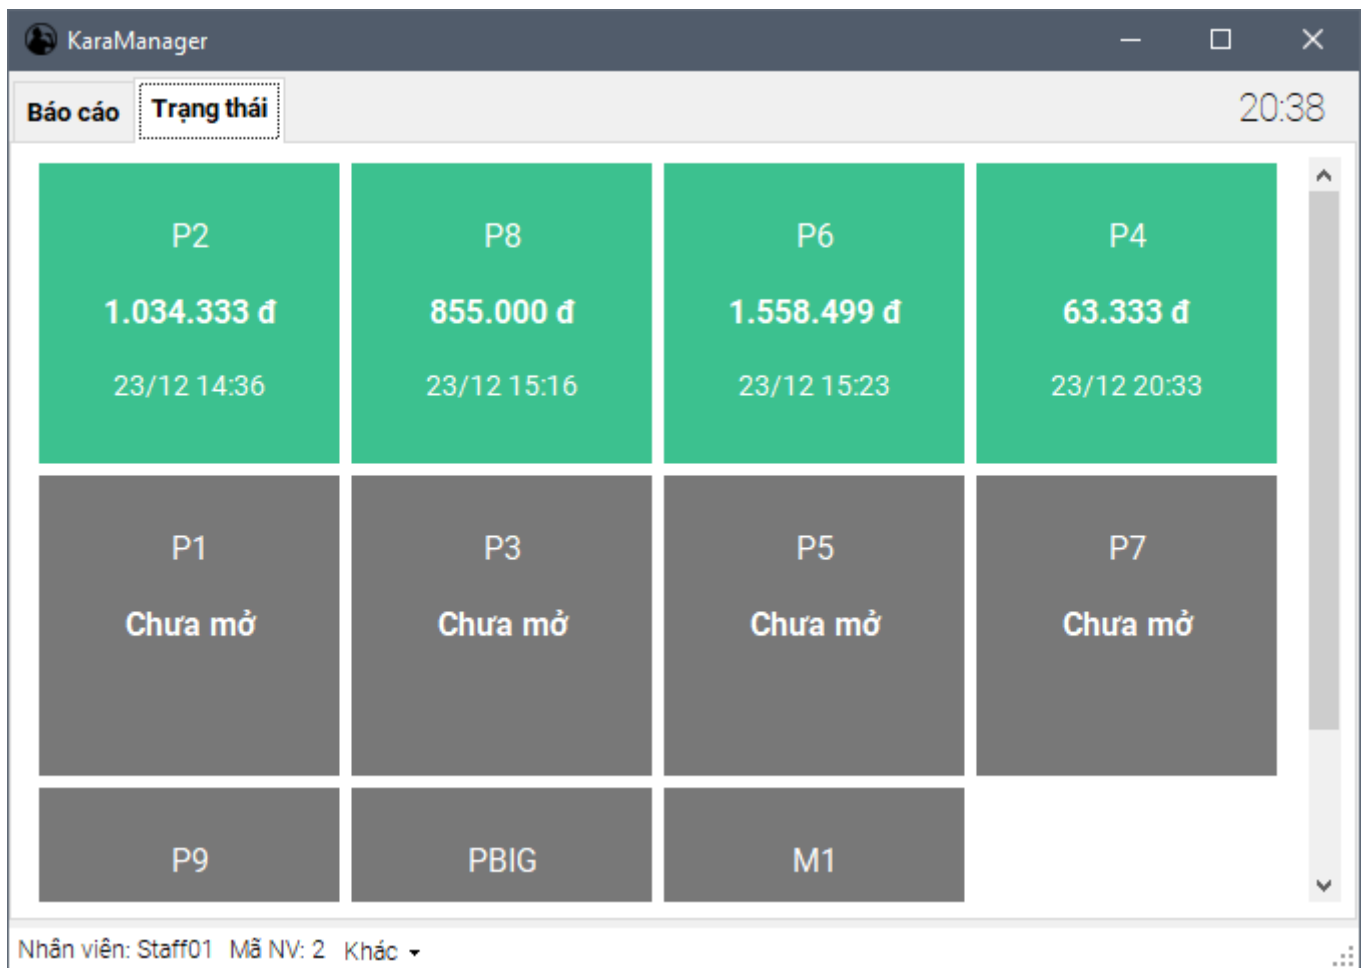 KaraManager
Báo cáo Trạng thái 20:38
P2 P8 P6 P4
1.034.333 đ 855.000 đ 1.558.499 đ 63.333 đ
23/12 14:36 23/12 15:16 23/12 15:23 23/12 20:33
P1 P3 P5 P7
Chưa mở Chưa mở Chưa mở Chưa mở
P9 PBIG M1
Nhân viên: Staff01 Mã NV: 2 Khác